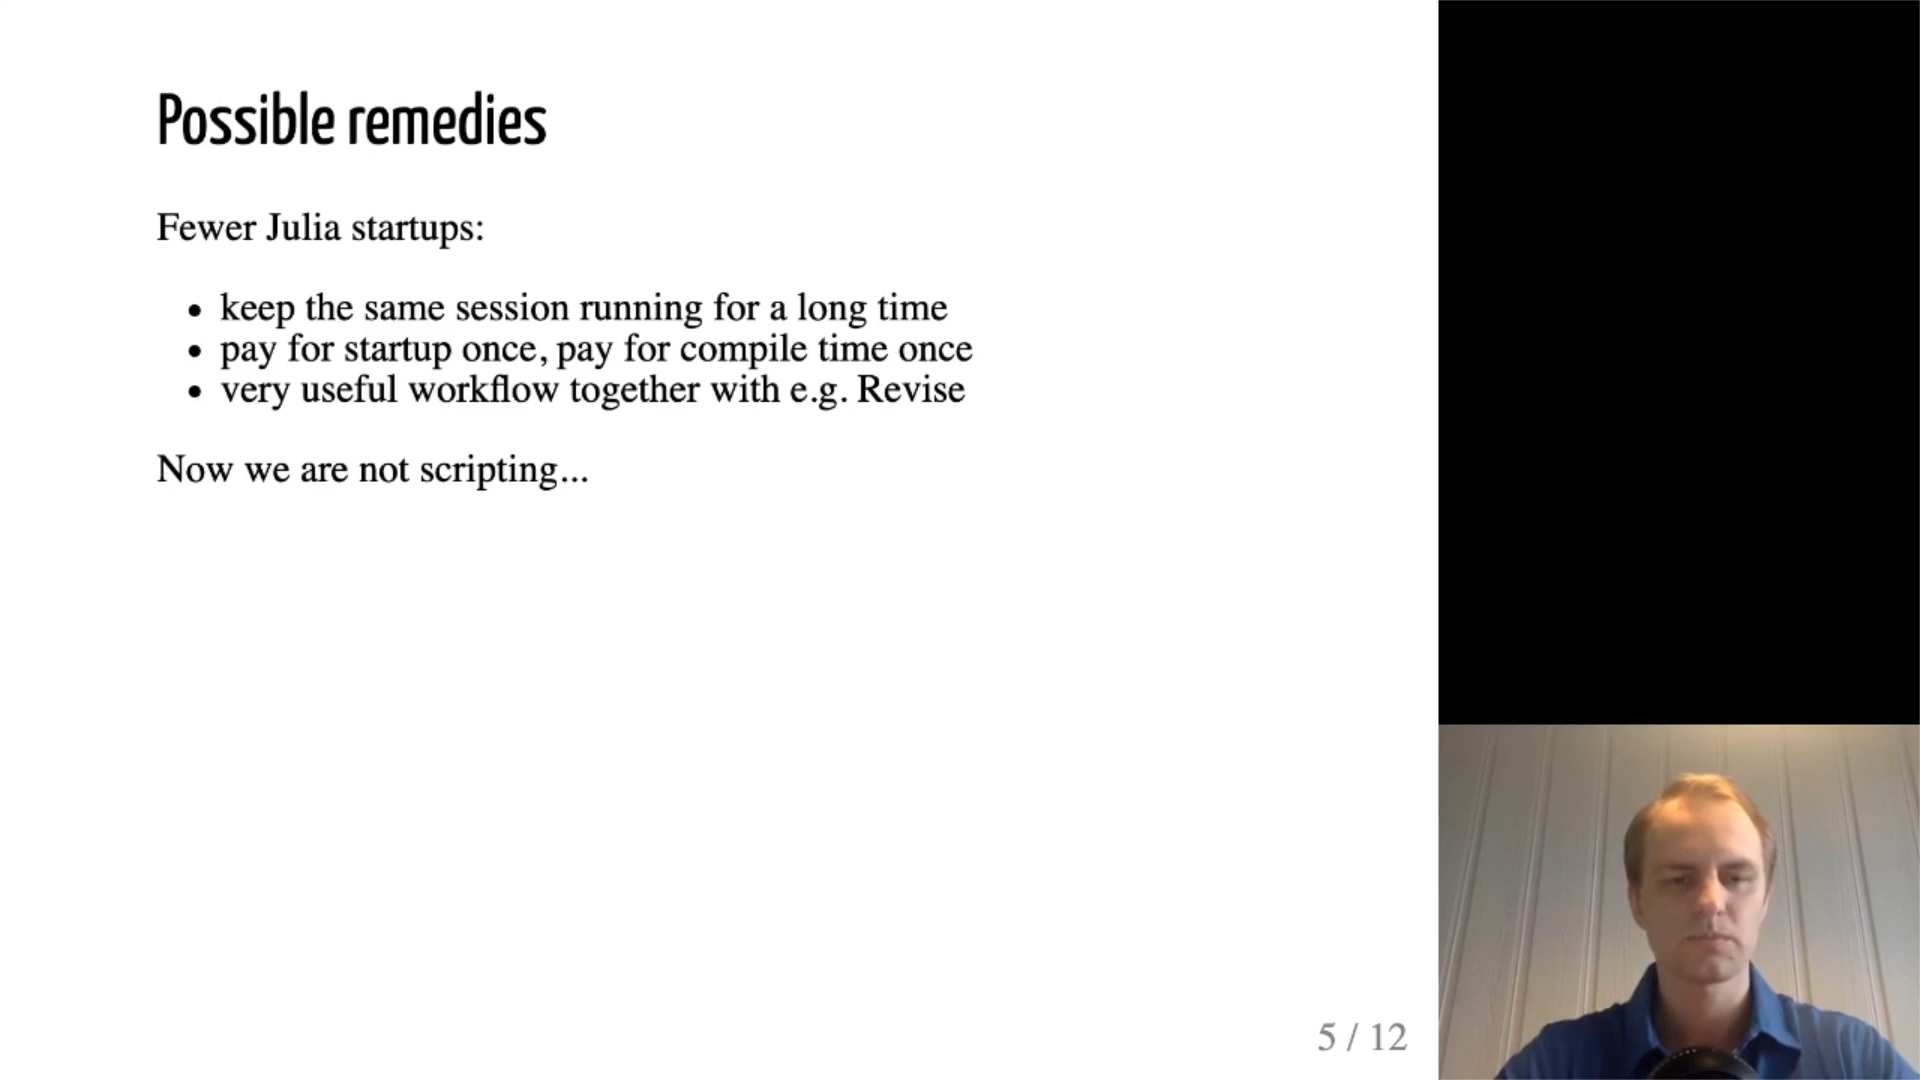 Possible remedies
Fewer Julia startups:
• keep the same session running for a long time
• pay for startup once, pay for compile time once
• very useful workflow together with e.g. Revise
Now we are not scripting...
5 / 12